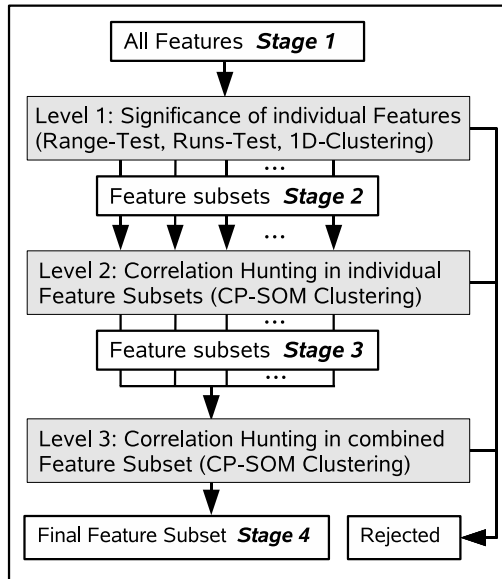 All Features Stage 1
Level 1: Significance of individual Features
(Range-Test, Runs-Test, 1D-Clustering)
...
Feature subsets Stage 2
...
Level 2: Correlation Hunting in individual
Feature Subsets (CP-SOM Clustering)
...
Feature subsets Stage 3
...
Level 3: Correlation Hunting in combined
Feature Subset (CP-SOM Clustering)
Final Feature Subset Stage 4
Rejected